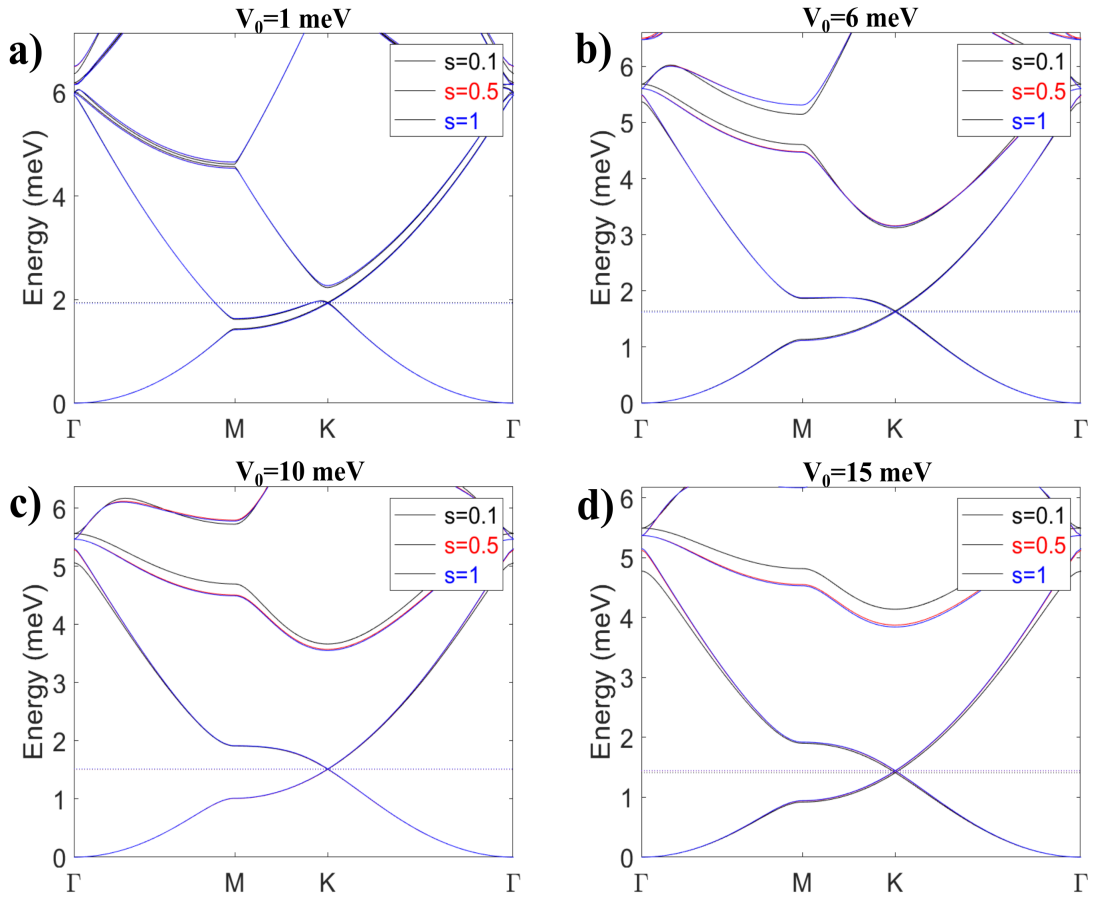 V0=1 meV
a)
s=0.1
s=0.5
s=1
Energy (meV)
6
4
2
0
Γ M K Γ
V0=6 meV
b)
s=0.1
s=0.5
s=1
Energy (meV)
6
5
4
3
2
1
0
Γ M K Γ
V0=10 meV
c)
s=0.1
s=0.5
s=1
Energy (meV)
6
5
4
3
2
1
0
Γ M K Γ
V0=15 meV
d)
s=0.1
s=0.5
s=1
Energy (meV)
6
5
4
3
2
1
0
Γ M K Γ